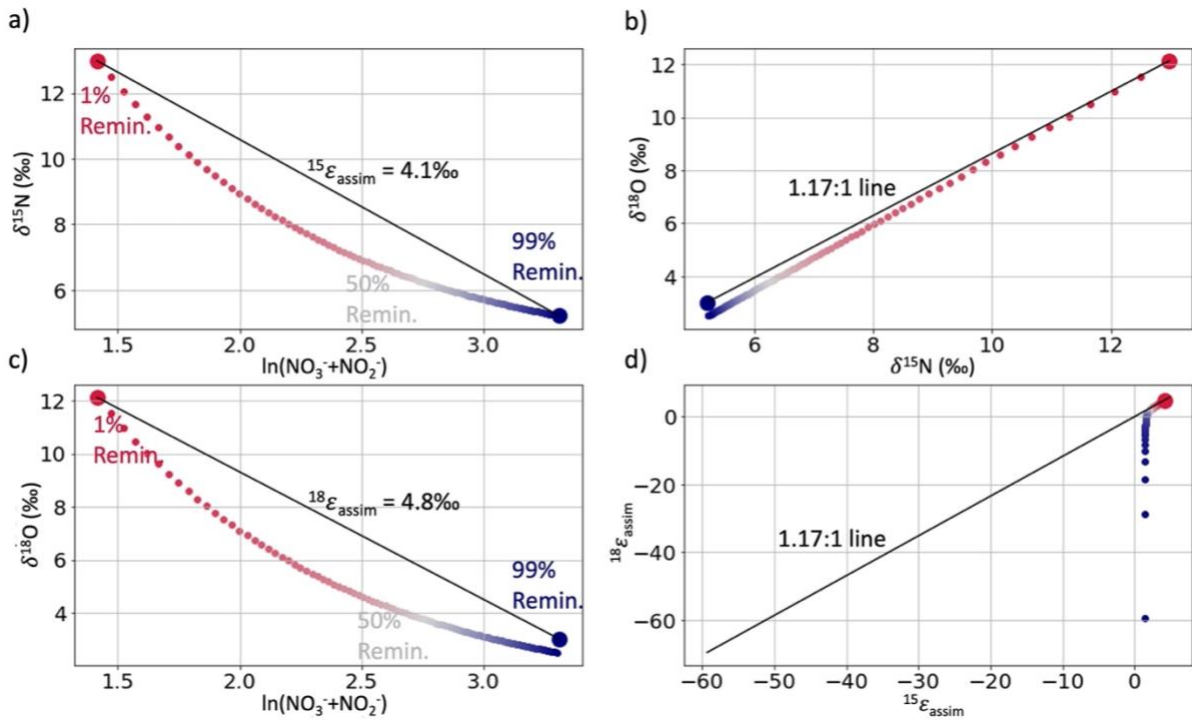 a)
12
10
8
6
δ¹⁵N (‰)
1%
Remin.
¹⁵ε_assim = 4.1‰
50%
Remin.
99%
Remin.
1.5 2.0 2.5 3.0
ln(NO₃⁻+NO₂⁻)
b)
12
10
8
6
4
δ¹⁸O (‰)
1.17:1 line
6 8 10 12
δ¹⁵N (‰)
c)
12
10
8
6
4
δ¹⁸O (‰)
1%
Remin.
¹⁸ε_assim = 4.8‰
50%
Remin.
99%
Remin.
1.5 2.0 2.5 3.0
ln(NO₃⁻+NO₂⁻)
d)
0
−20
−40
−60
¹⁸ε_assim
1.17:1 line
−60 −50 −40 −30 −20 −10 0
¹⁵ε_assim